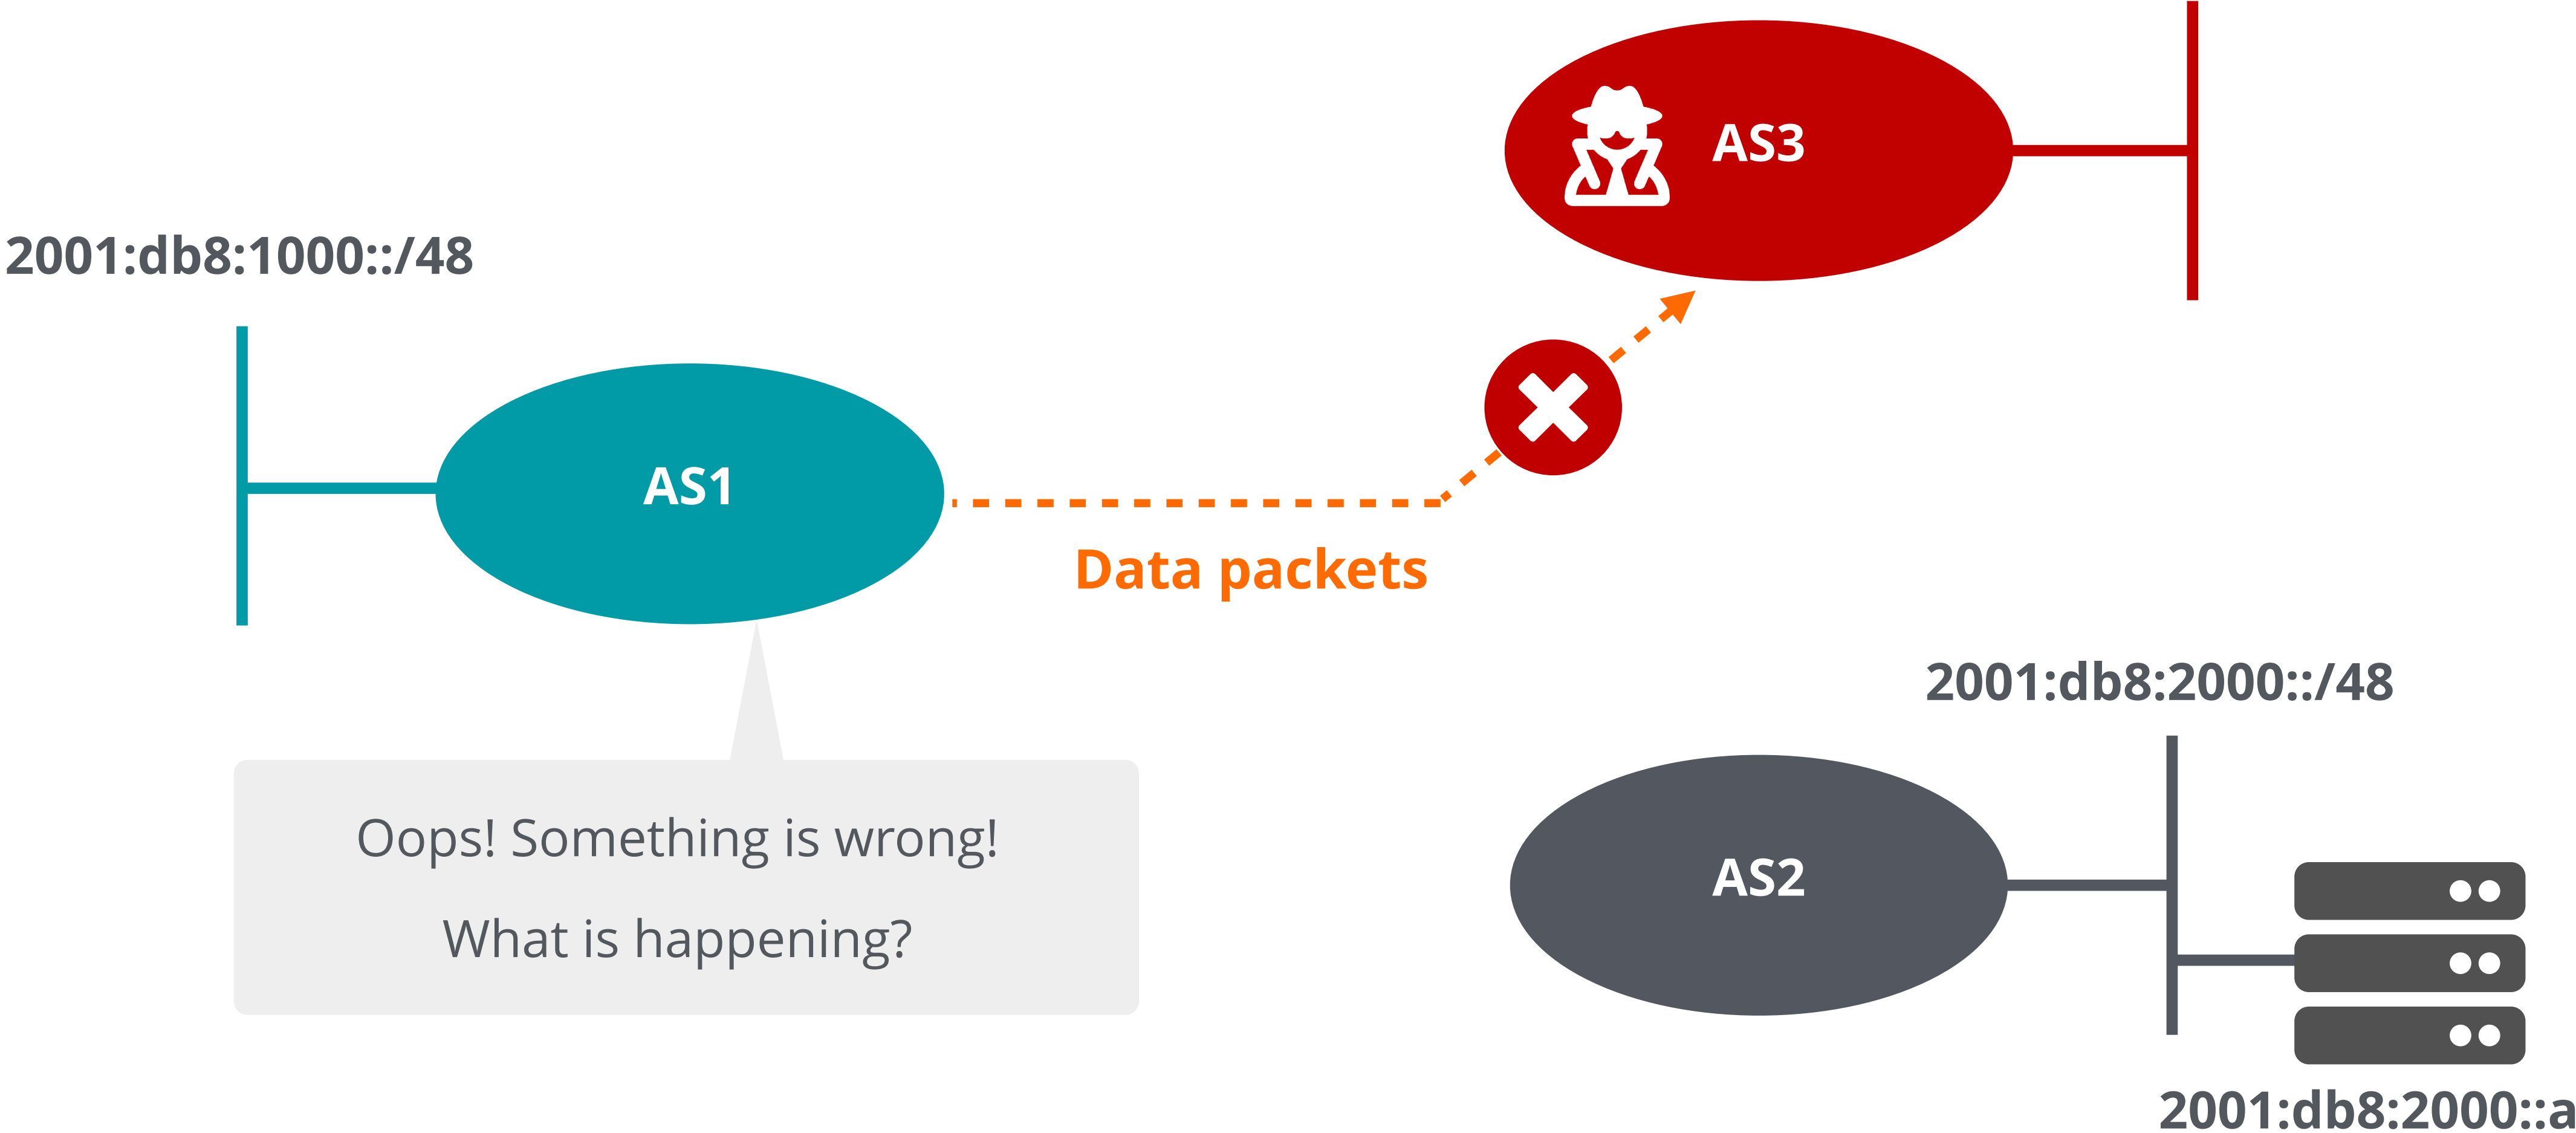 AS3
2001:db8:1000::/48
AS1
Data packets
2001:db8:2000::/48
Oops! Something is wrong!
What is happening?
AS2
2001:db8:2000::a